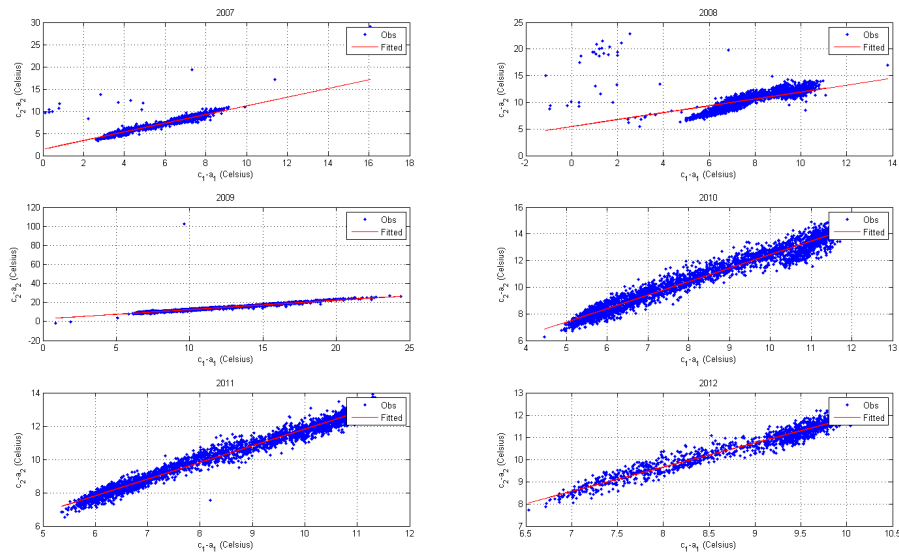 2007
30
25
20
15
10
5
0
c₂-a₂ (Celsius)
0 2 4 6 8 10 12 14 16 18
c₁-a₁ (Celsius)
Obs
Fitted
2008
25
20
15
10
5
0
c₂-a₂ (Celsius)
-2 0 2 4 6 8 10 12 14
c₁-a₁ (Celsius)
Obs
Fitted
2009
120
100
80
60
40
20
0
-20
c₂-a₂ (Celsius)
0 5 10 15 20 25
c₁-a₁ (Celsius)
Obs
Fitted
2010
16
14
12
10
8
6
c₂-a₂ (Celsius)
4 5 6 7 8 9 10 11 12 13
c₁-a₁ (Celsius)
Obs
Fitted
2011
14
12
10
8
6
c₂-a₂ (Celsius)
5 6 7 8 9 10 11 12
c₁-a₁ (Celsius)
Obs
Fitted
2012
13
12
11
10
9
8
7
c₂-a₂ (Celsius)
6.5 7 7.5 8 8.5 9 9.5 10 10.5
c₁-a₁ (Celsius)
Obs
Fitted